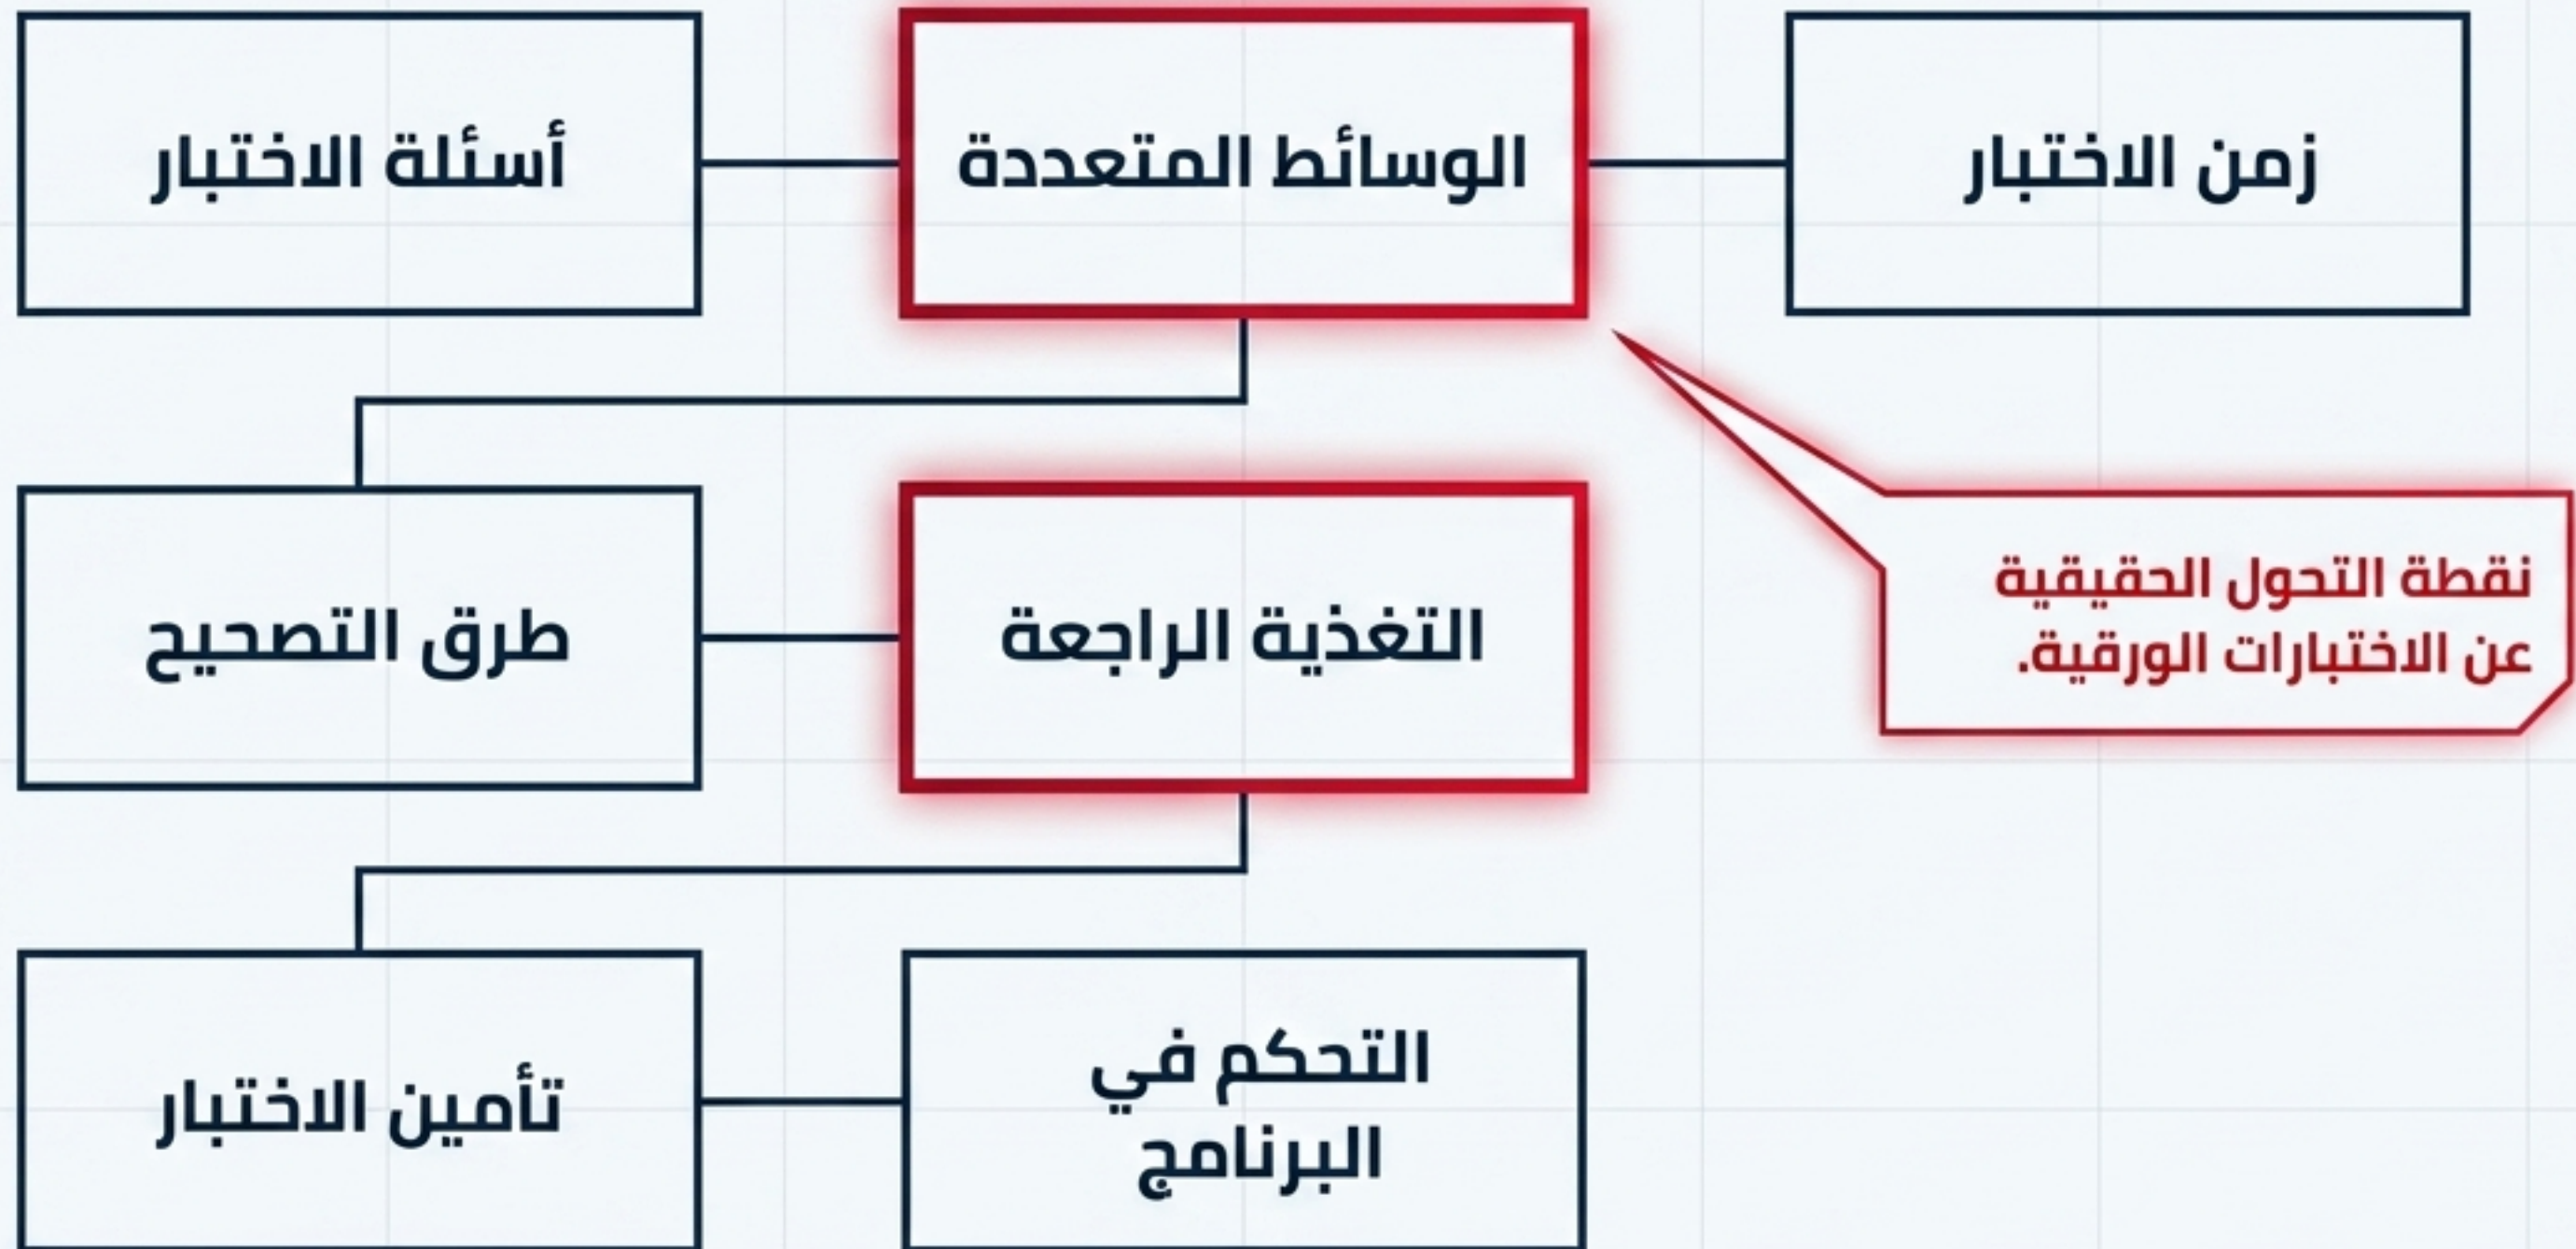 زمن الاختبار
الوسائط المتعددة
أسئلة الاختبار
نقطة التحول الحقيقية
عن الاختبارات الورقية.
التغذية الراجعة
طرق التصحيح
التحكم في
البرنامج
تأمين الاختبار